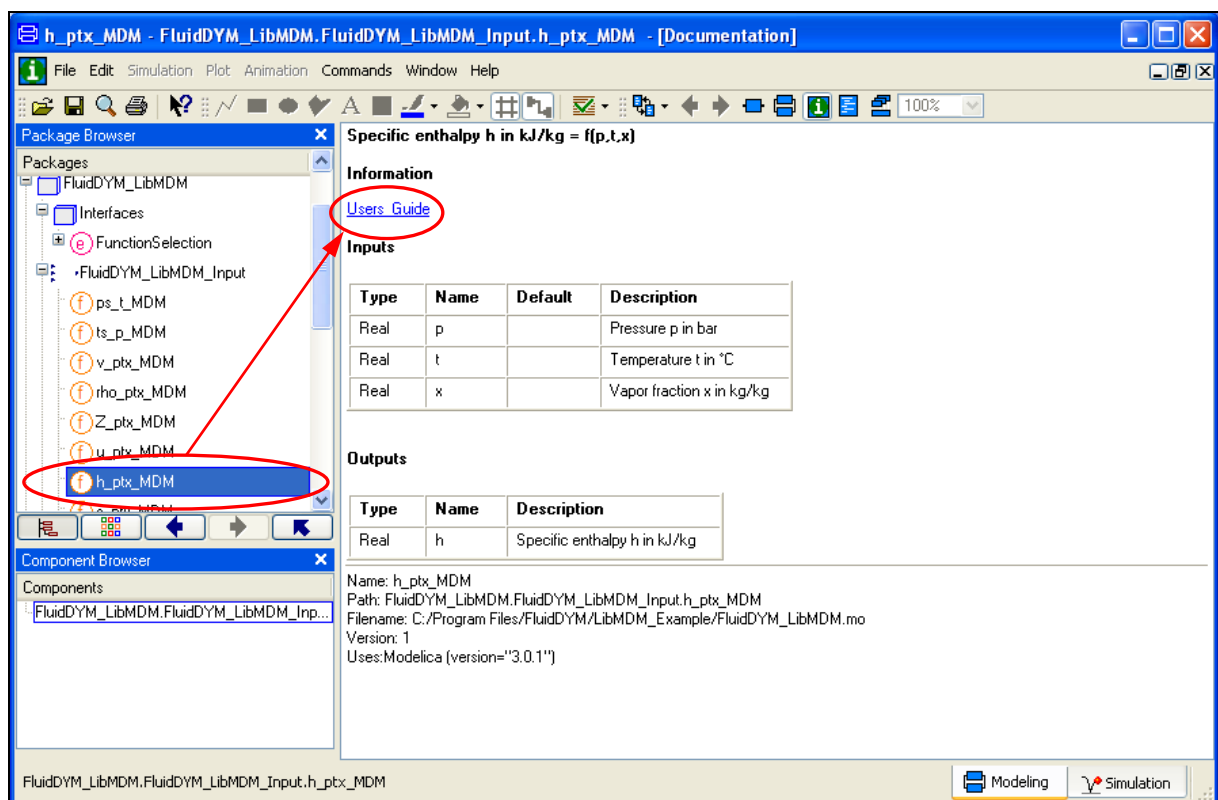 h_ptx_MDM - FluidDYM_LibMDM.FluidDYM_LibMDM_Input.h_ptx_MDM - [Documentation]
File Edit Simulation Plot Animation Commands Window Help
100%
Package Browser
Packages
FluidDYM_LibMDM
Interfaces
FunctionSelection
FluidDYM_LibMDM_Input
ps_t_MDM
ts_p_MDM
v_ptx_MDM
rho_ptx_MDM
Z_ptx_MDM
u_ptx_MDM
h_ptx_MDM
Component Browser
Components
FluidDYM_LibMDM.FluidDYM_LibMDM_Inp...
Specific enthalpy h in kJ/kg = f(p,t,x)
Information
Users_Guide
Inputs
Type Name Default Description
Real p Pressure p in bar
Real t Temperature t in °C
Real x Vapor fraction x in kg/kg
Outputs
Type Name Description
Real h Specific enthalpy h in kJ/kg
Name: h_ptx_MDM
Path: FluidDYM_LibMDM.FluidDYM_LibMDM_Input.h_ptx_MDM
Filename: C:/Program Files/FluidDYM/LibMDM_Example/FluidDYM_LibMDM.mo
Version: 1
Uses:Modelica (version="3.0.1")
FluidDYM_LibMDM.FluidDYM_LibMDM_Input.h_ptx_MDM
Modeling Simulation